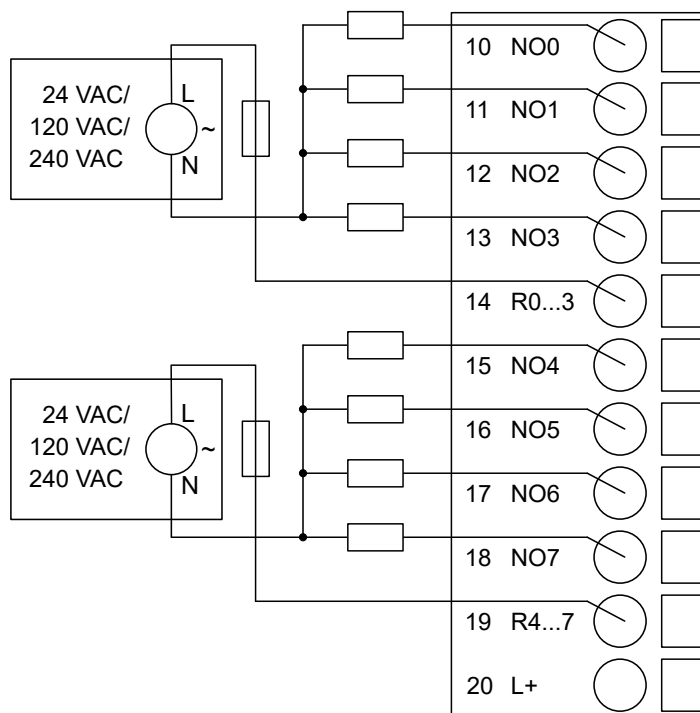 10 NO0
24 VAC/ L
11 NO1
120 VAC/ ~
240 VAC N
12 NO2
13 NO3
14 R0...3
15 NO4
24 VAC/ L
16 NO5
120 VAC/ ~
240 VAC N
17 NO6
18 NO7
19 R4...7
20 L+